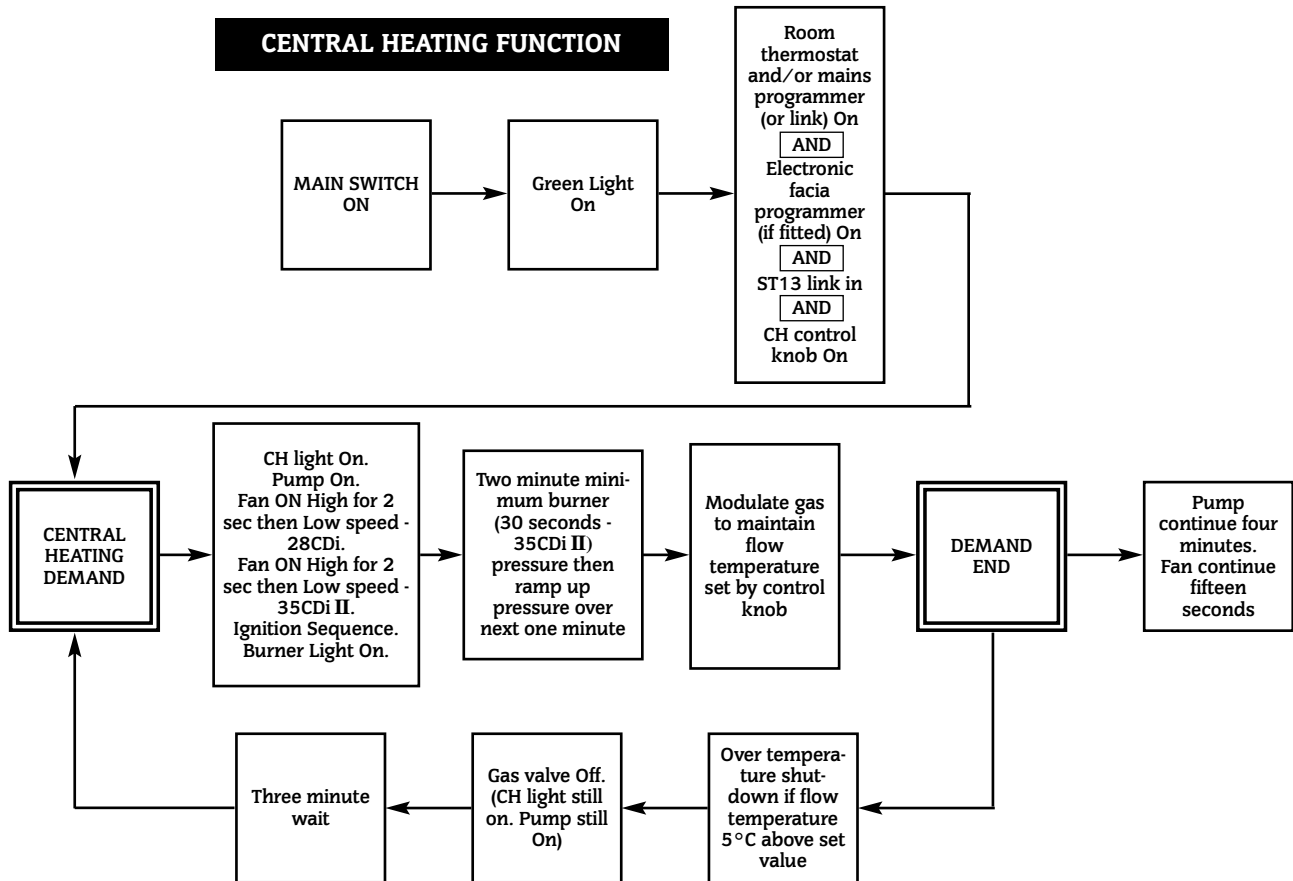 CENTRAL HEATING FUNCTION
MAIN SWITCH
ON
Green Light
On
Room
thermostat
and/or mains
programmer
(or link) On
AND
Electronic
facia
programmer
(if fitted) On
AND
ST13 link in
AND
CH control
knob On
CENTRAL
HEATING
DEMAND
CH light On.
Pump On.
Fan ON High for 2
sec then Low speed -
28CDi.
Fan ON High for 2
sec then Low speed -
35CDi II.
Ignition Sequence.
Burner Light On.
Two minute mini-
mum burner
(30 seconds -
35CDi II)
pressure then
ramp up
pressure over
next one minute
Modulate gas
to maintain
flow
temperature
set by control
knob
DEMAND
END
Pump
continue four
minutes.
Fan continue
fifteen
seconds
Three minute
wait
Gas valve Off.
(CH light still
on. Pump still
On)
Over tempera-
ture shut-
down if flow
temperature
5°C above set
value